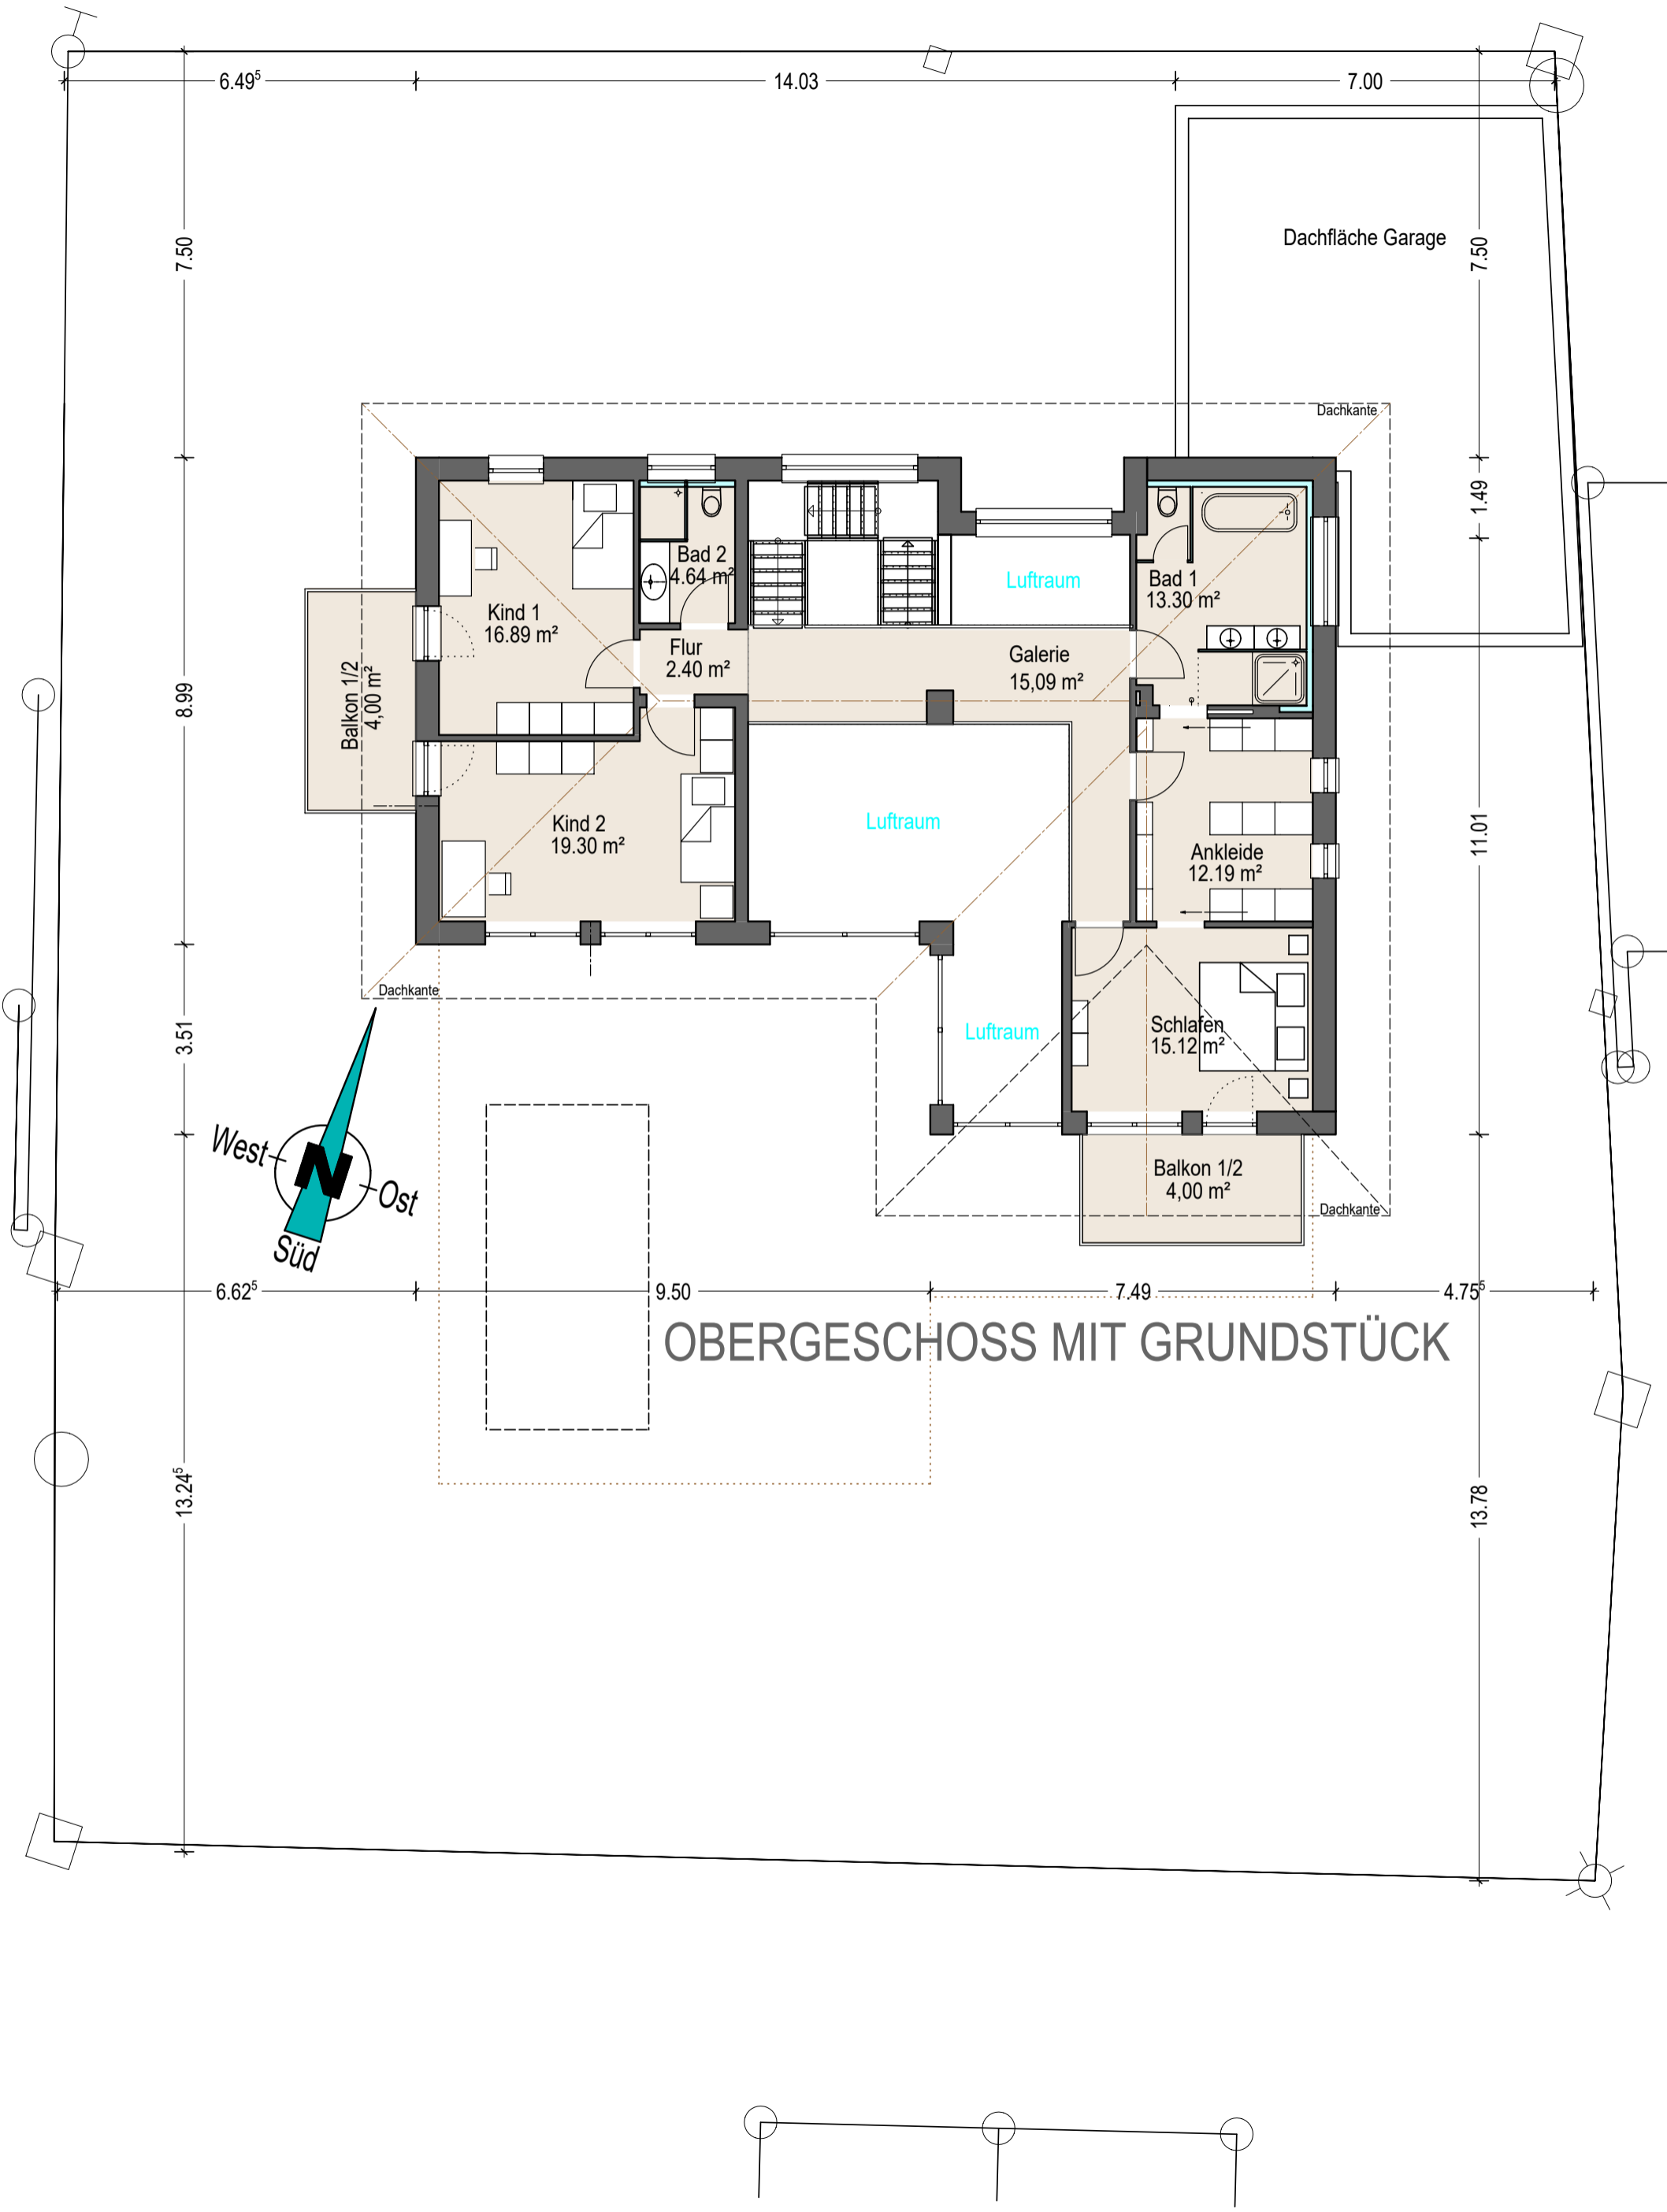 6.49⁵
14.03
7.00
7.50
7.50
Dachfläche Garage
Dachkante
1.49
Bad 2
4.64 m²
Luftraum
Bad 1
13.30 m²
Kind 1
16.89 m²
Flur
2.40 m²
Galerie
15,09 m²
Balkon 1/2
4,00 m²
8.99
11.01
Kind 2
19.30 m²
Luftraum
Ankleide
12.19 m²
Dachkante
3.51
Luftraum
Schlafen
15.12 m²
West
N
Ost
Süd
Balkon 1/2
4,00 m²
Dachkante
6.62⁵
9.50
7.49
4.75⁵
OBERGESCHOSS MIT GRUNDSTÜCK
13.24⁵
13.78